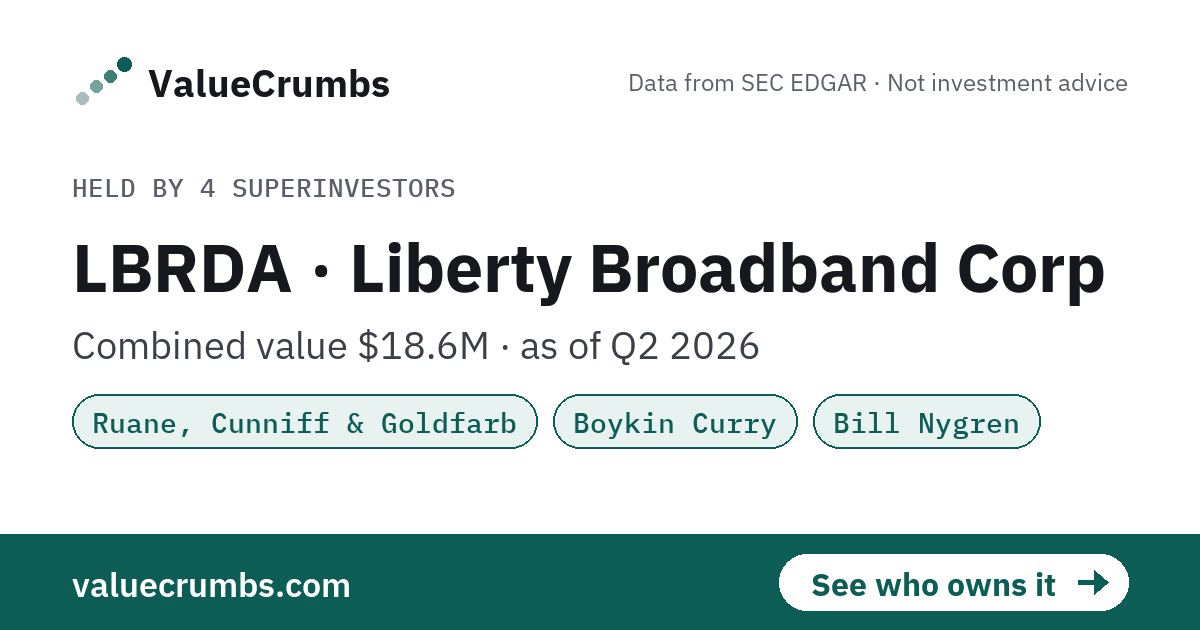 ValueCrumbs
Data from SEC EDGAR · Not investment advice
HELD BY 4 SUPERINVESTORS
LBRDA · Liberty Broadband Corp
Combined value $18.6M · as of Q2 2026
Ruane, Cunniff & Goldfarb Boykin Curry Bill Nygren
valuecrumbs.com
See who owns it →